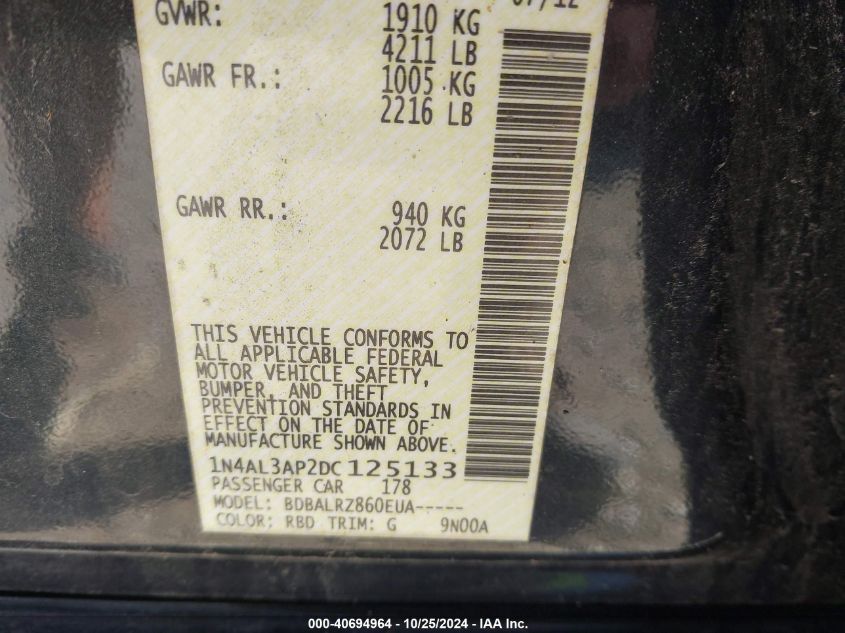 07/12
GVWR: 1910 KG
4211 LB
GAWR FR.: 1005 KG
2216 LB
GAWR RR.: 940 KG
2072 LB
THIS VEHICLE CONFORMS TO
ALL APPLICABLE FEDERAL
MOTOR VEHICLE SAFETY,
BUMPER, AND THEFT
PREVENTION STANDARDS IN
EFFECT ON THE DATE OF
MANUFACTURE SHOWN ABOVE.
1N4AL3AP2DC125133
PASSENGER CAR 178
MODEL: BDBALRZ860EUA-----
COLOR: RBD TRIM: G 9N00A
000-40694964 - 10/25/2024 - IAA Inc.